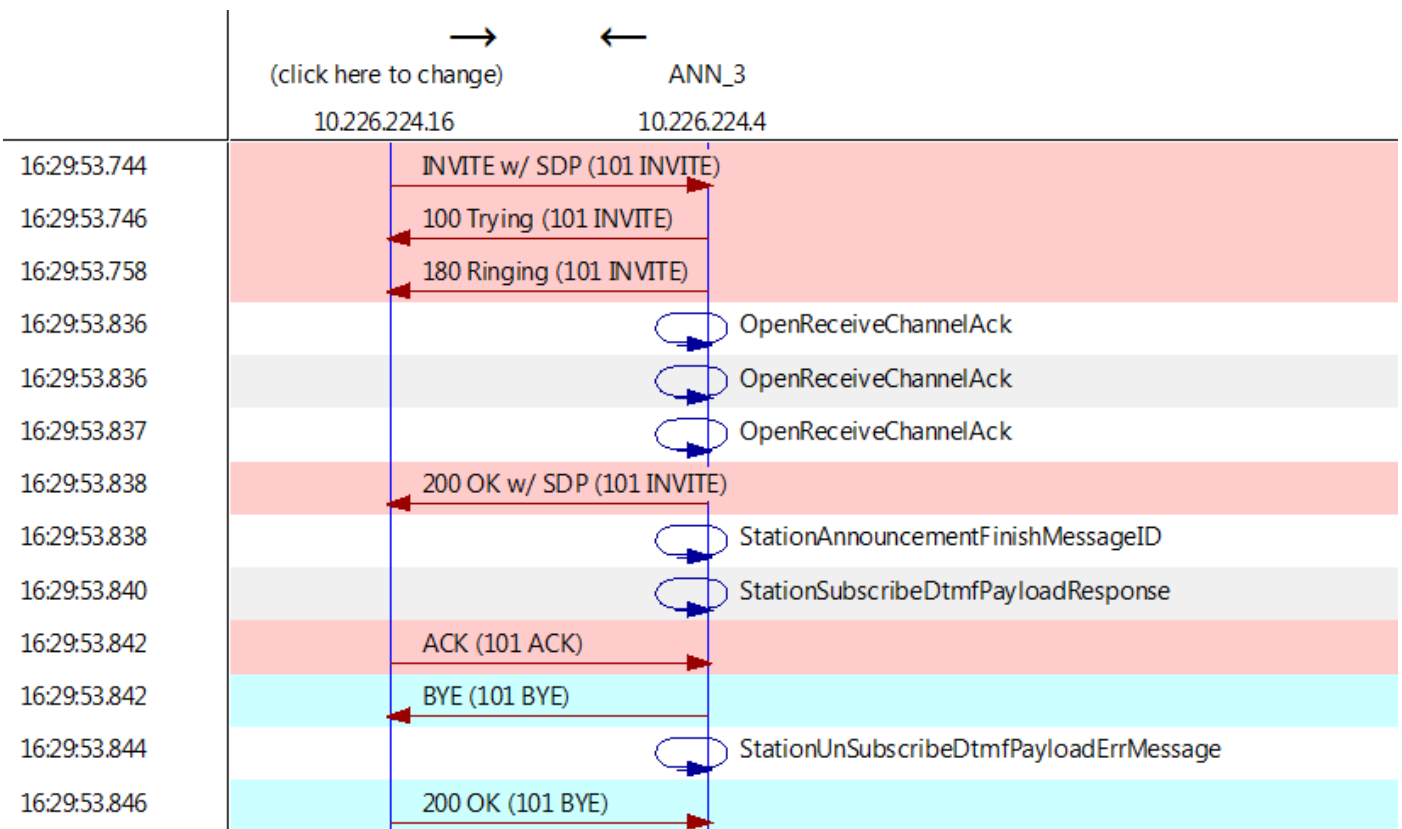 → ←
(click here to change) ANN_3
10.226.224.16 10.226.224.4
16:29:53.744 INVITE w/ SDP (101 INVITE)
16:29:53.746 100 Trying (101 INVITE)
16:29:53.758 180 Ringing (101 INVITE)
16:29:53.836 OpenReceiveChannelAck
16:29:53.836 OpenReceiveChannelAck
16:29:53.837 OpenReceiveChannelAck
16:29:53.838 200 OK w/ SDP (101 INVITE)
16:29:53.838 StationAnnouncementFinishMessageID
16:29:53.840 StationSubscribeDtmfPayloadResponse
16:29:53.842 ACK (101 ACK)
16:29:53.842 BYE (101 BYE)
16:29:53.844 StationUnSubscribeDtmfPayloadErrMessage
16:29:53.846 200 OK (101 BYE)